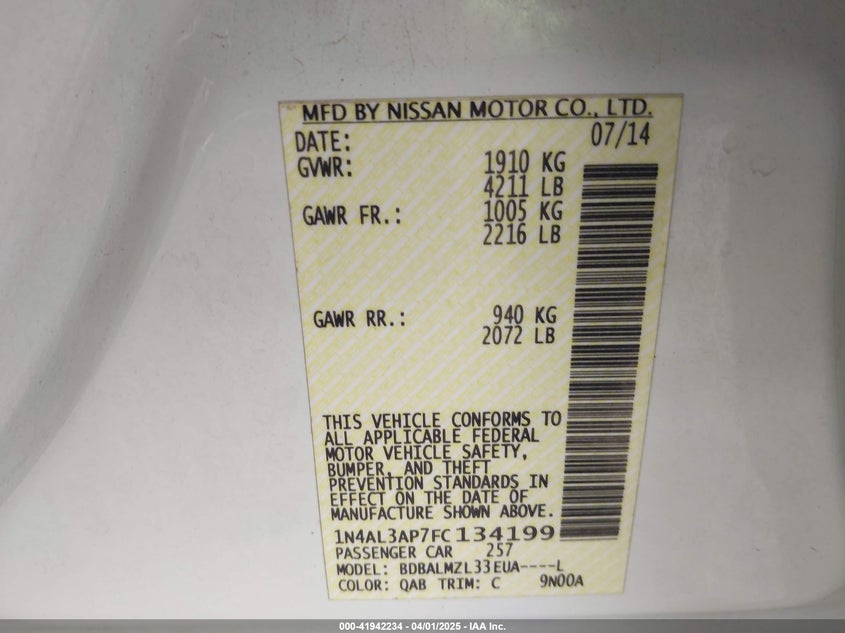 MFD BY NISSAN MOTOR CO., LTD.
DATE: 07/14
GVWR: 1910 KG
4211 LB
GAWR FR.: 1005 KG
2216 LB
GAWR RR.: 940 KG
2072 LB
THIS VEHICLE CONFORMS TO
ALL APPLICABLE FEDERAL
MOTOR VEHICLE SAFETY,
BUMPER, AND THEFT
PREVENTION STANDARDS IN
EFFECT ON THE DATE OF
MANUFACTURE SHOWN ABOVE.
1N4AL3AP7FC134199
PASSENGER CAR 257
MODEL: BDBALMZL33EUA----L
COLOR: QAB TRIM: C 9N00A
000-41942234 - 04/01/2025 - IAA Inc.